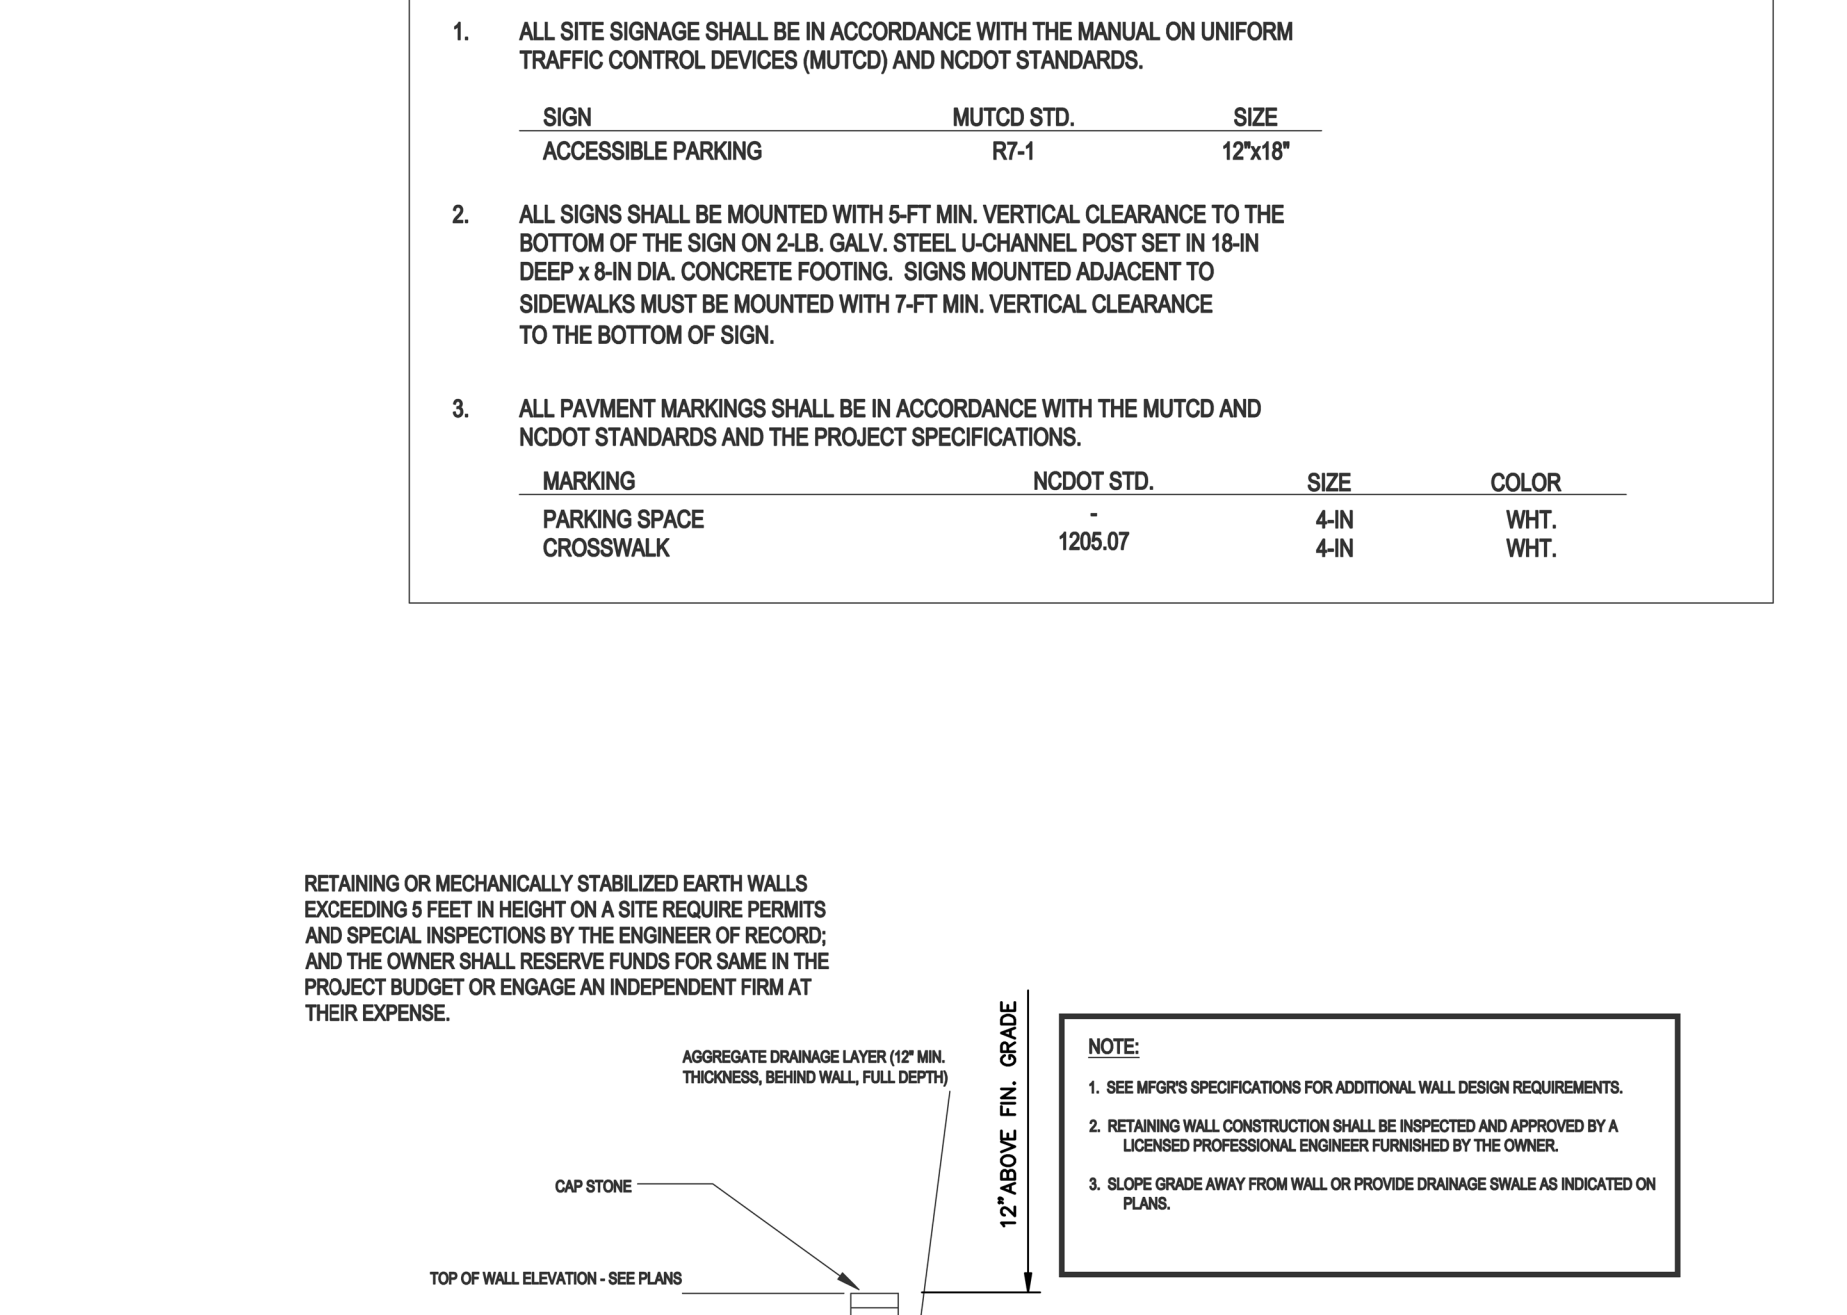 1. ALL SITE SIGNAGE SHALL BE IN ACCORDANCE WITH THE MANUAL ON UNIFORM
TRAFFIC CONTROL DEVICES (MUTCD) AND NCDOT STANDARDS.
SIGN MUTCD STD. SIZE
ACCESSIBLE PARKING R7-1 12"x18"
2. ALL SIGNS SHALL BE MOUNTED WITH 5-FT MIN. VERTICAL CLEARANCE TO THE
BOTTOM OF THE SIGN ON 2-LB. GALV. STEEL U-CHANNEL POST SET IN 18-IN
DEEP x 8-IN DIA. CONCRETE FOOTING. SIGNS MOUNTED ADJACENT TO
SIDEWALKS MUST BE MOUNTED WITH 7-FT MIN. VERTICAL CLEARANCE
TO THE BOTTOM OF SIGN.
3. ALL PAVMENT MARKINGS SHALL BE IN ACCORDANCE WITH THE MUTCD AND
NCDOT STANDARDS AND THE PROJECT SPECIFICATIONS.
MARKING NCDOT STD. SIZE COLOR
PARKING SPACE - 4-IN WHT.
CROSSWALK 1205.07 4-IN WHT.
RETAINING OR MECHANICALLY STABILIZED EARTH WALLS
EXCEEDING 5 FEET IN HEIGHT ON A SITE REQUIRE PERMITS
AND SPECIAL INSPECTIONS BY THE ENGINEER OF RECORD;
AND THE OWNER SHALL RESERVE FUNDS FOR SAME IN THE
PROJECT BUDGET OR ENGAGE AN INDEPENDENT FIRM AT
THEIR EXPENSE.
AGGREGATE DRAINAGE LAYER (12" MIN.
THICKNESS, BEHIND WALL, FULL DEPTH)
CAP STONE
TOP OF WALL ELEVATION - SEE PLANS
12" ABOVE FIN. GRADE
NOTE:
1. SEE MFGR'S SPECIFICATIONS FOR ADDITIONAL WALL DESIGN REQUIREMENTS.
2. RETAINING WALL CONSTRUCTION SHALL BE INSPECTED AND APPROVED BY A
LICENSED PROFESSIONAL ENGINEER FURNISHED BY THE OWNER.
3. SLOPE GRADE AWAY FROM WALL OR PROVIDE DRAINAGE SWALE AS INDICATED ON
PLANS.